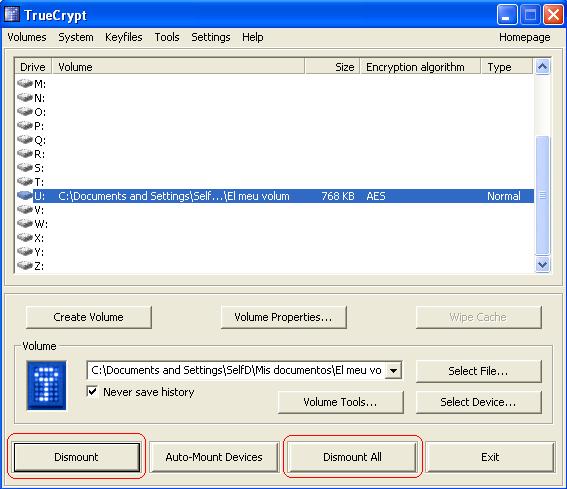 TrueCrypt
Volumes System Keyfiles Tools Settings Help Homepage
Drive Volume Size Encryption algorithm Type
M:
N:
O:
P:
Q:
R:
S:
T:
U: C:\Documents and Settings\Self...\El meu volum 768 KB AES Normal
V:
W:
X:
Y:
Z:
Create Volume Volume Properties... Wipe Cache
Volume
C:\Documents and Settings\SelfD\Mis documentos\El meu vo Select File...
Never save history
Volume Tools... Select Device...
Dismount Auto-Mount Devices Dismount All Exit